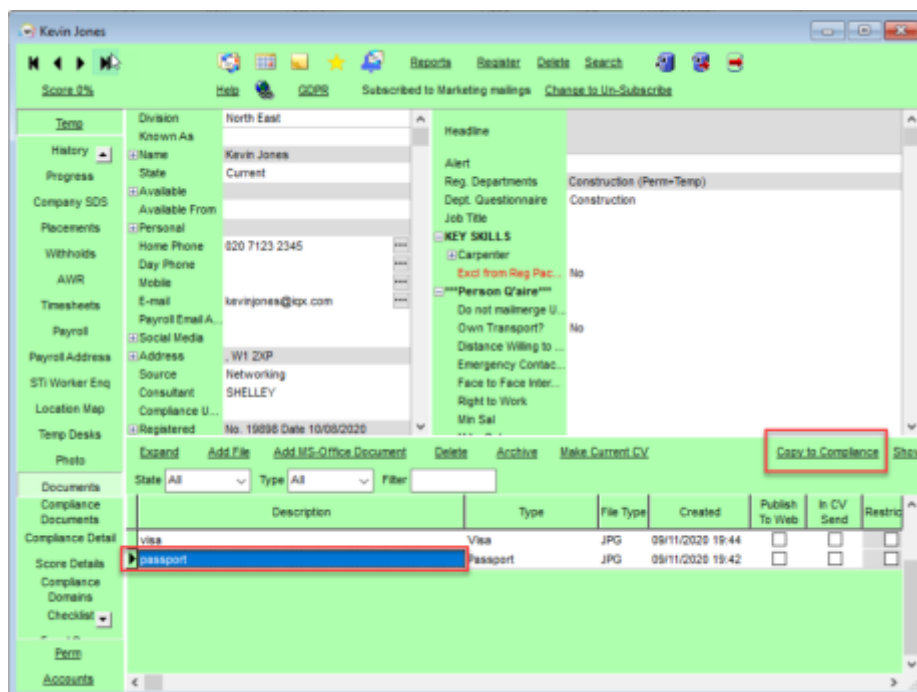 Kevin Jones
Reports Register Delete Search
Score 0% Help GDPR Subscribed to Marketing mailings Change to Un-Subscribe
Temp
History
Progress
Company SDS
Placements
Withholds
AWR
Timesheets
Payroll
Payroll Address
STi Worker Enq
Location Map
Temp Desks
Photo
Documents
Compliance
Documents
Compliance Detail
Score Details
Compliance
Domains
Checklist
Perm
Accounts
Division North East
Known As
Name Kevin Jones
State Current
Available
Available From
Personal
Home Phone 020 7123 2345
Day Phone
Mobile
E-mail kevinjones@iqx.com
Payroll Email A...
Social Media
Address , W1 2XP
Source Networking
Consultant SHELLEY
Compliance U...
Registered No. 19898 Date 10/08/2020
Headline
Alert
Reg. Departments Construction (Perm+Temp)
Dept. Questionnaire Construction
Job Title
KEY SKILLS
Carpenter
Excl from Reg Pac... No
***Person Q'aire***
Do not mailmerge U...
Own Transport? No
Distance Willing to ...
Emergency Contac...
Face to Face Inter...
Right to Work
Min Sal
Expand Add File Add MS-Office Document Delete Archive Make Current CV Copy to Compliance Show
State All Type All Filter
Description Type File Type Created Publish To Web In CV Send Restric
visa Visa JPG 09/11/2020 19:44
passport Passport JPG 09/11/2020 19:42